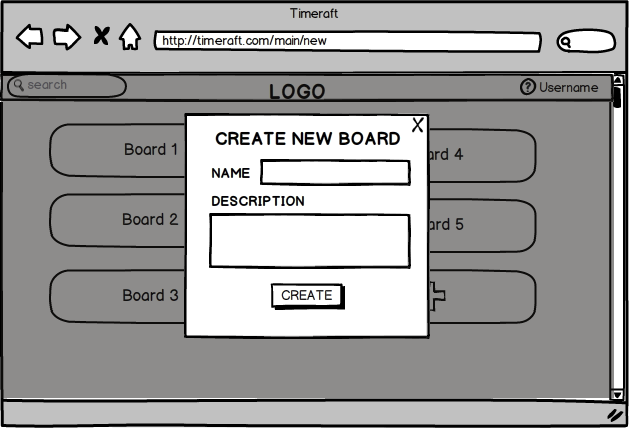 Timeraft
http://timeraft.com/main/new
search
LOGO
? Username
CREATE NEW BOARD
X
NAME
DESCRIPTION
CREATE
Board 1
Board 2
Board 3
ard 4
ard 5